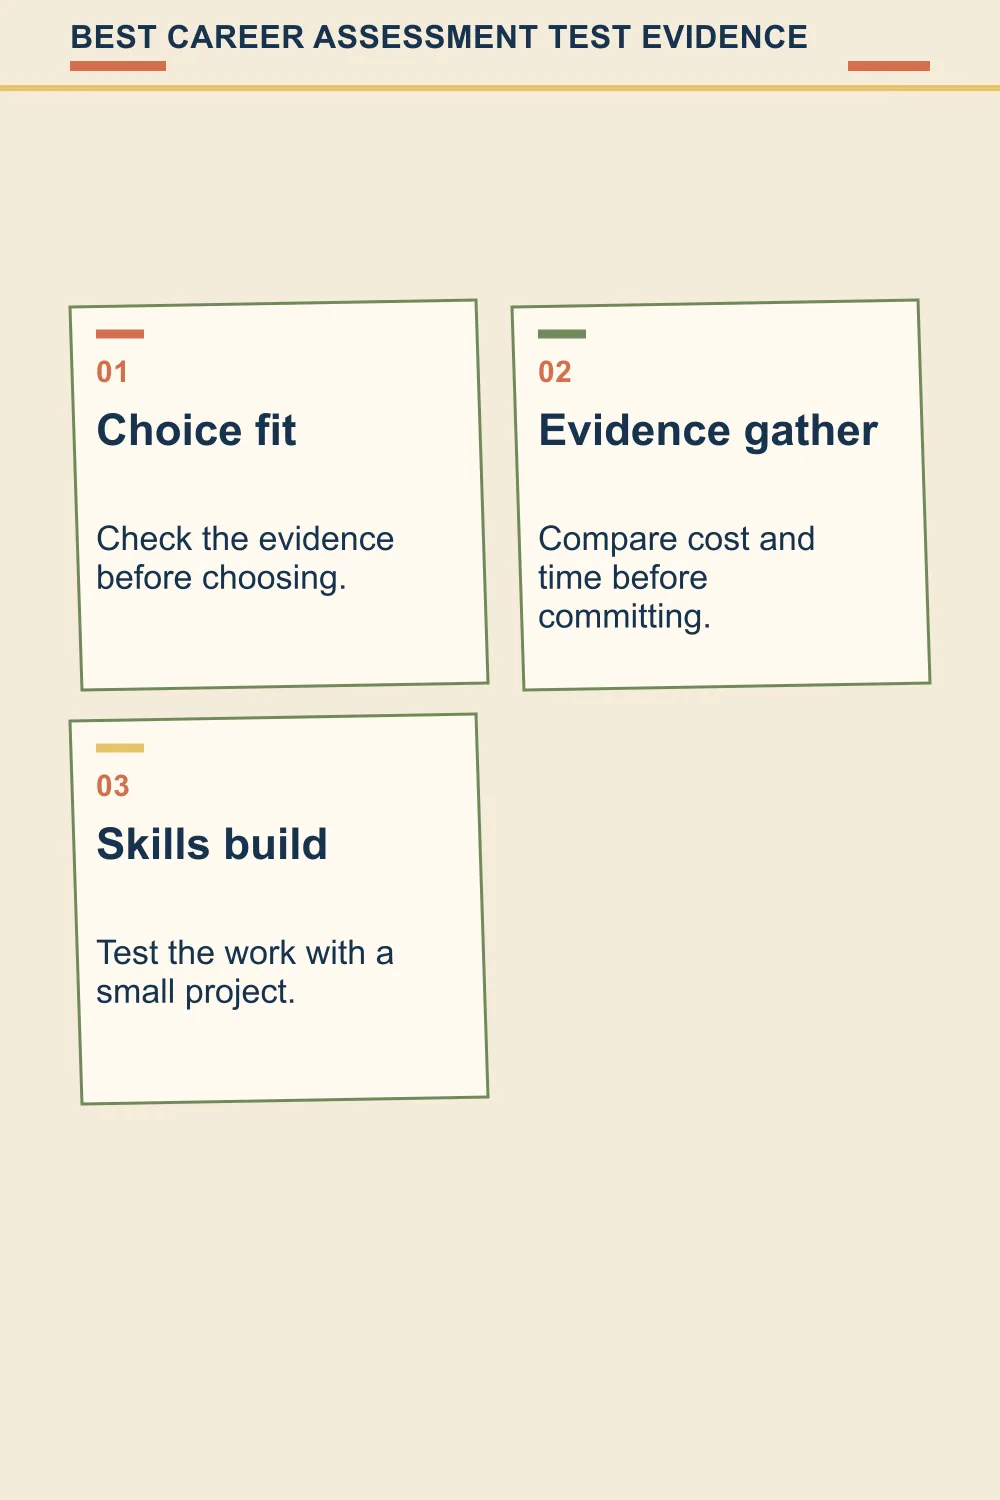 BEST CAREER ASSESSMENT TEST EVIDENCE
01
Choice fit
Check the evidence
before choosing.
02
Evidence gather
Compare cost and
time before
committing.
03
Skills build
Test the work with a
small project.